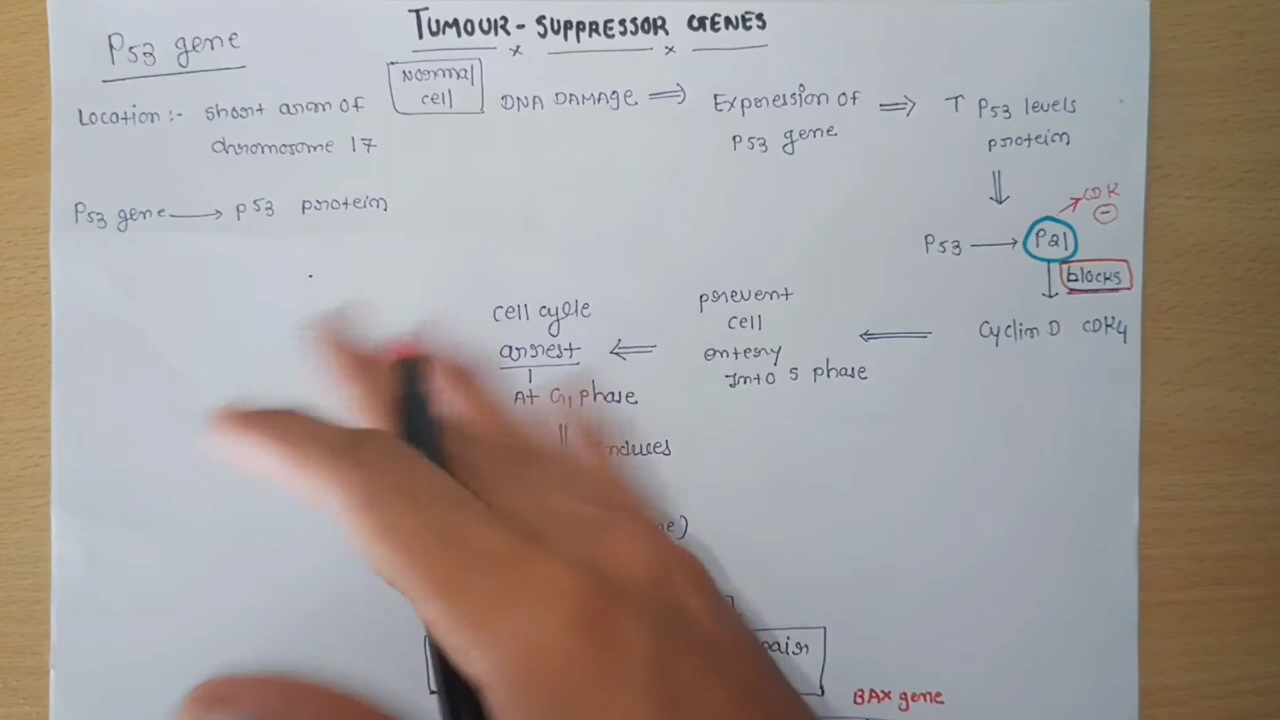 P53 gene
TUMOUR-SUPPRESSOR GENES
Location:- short arm of
chromosome 17
P53 gene → p53 protein
Normal
cell
DNA DAMAGE ⇒
Expression of ⇒
P53 gene
↑ P53 levels
protein
CDK
⊖
P53 → P21
blocks
Cyclin D CDK4
prevent
cell
entery
Into S phase
cell cycle
arrest
At G1 phase
BAX gene